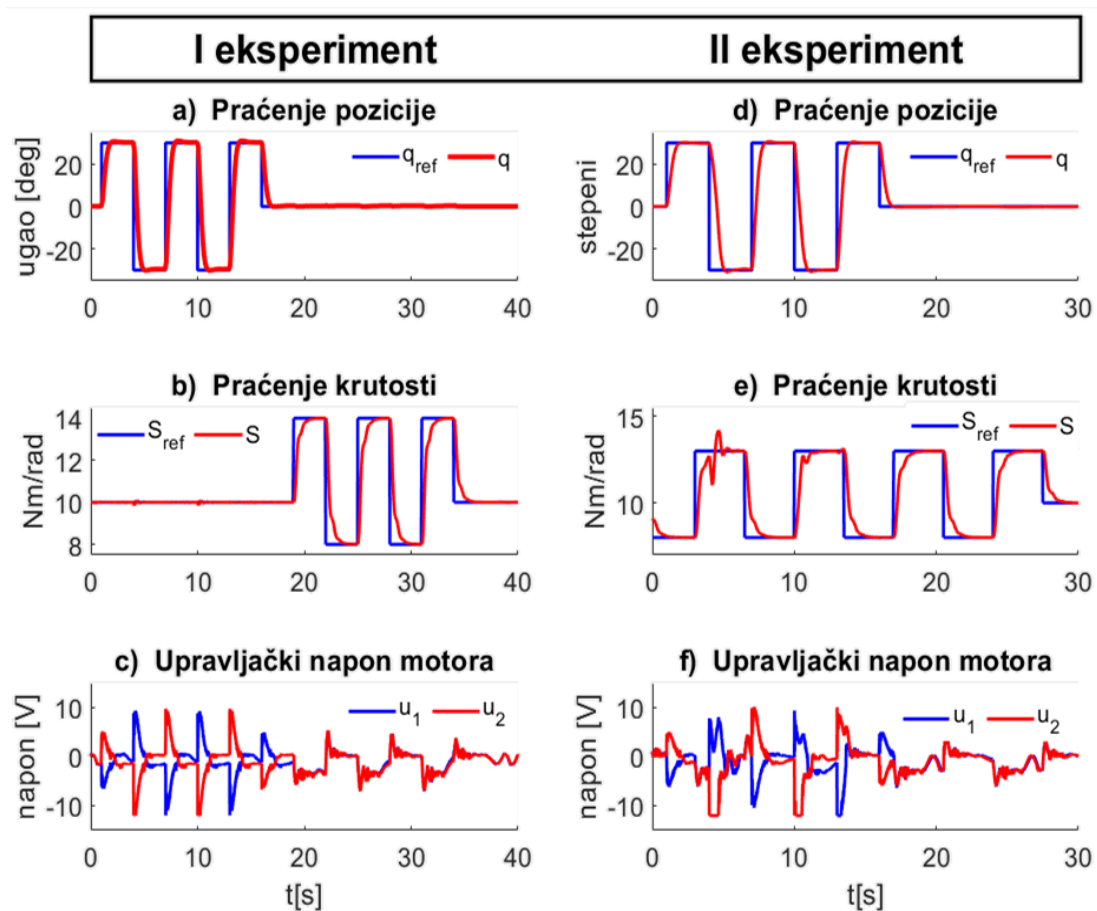 I eksperiment
II eksperiment
a) Praćenje pozicije
ugao [deg]
20
0
-20
q_ref q
0 10 20 30 40
d) Praćenje pozicije
stepeni
20
0
-20
q_ref q
0 10 20 30
b) Praćenje krutosti
Nm/rad
14
12
10
8
S_ref S
0 10 20 30 40
e) Praćenje krutosti
Nm/rad
15
10
S_ref S
0 10 20 30
c) Upravljački napon motora
napon [V]
10
0
-10
u_1 u_2
0 10 20 30 40
t[s]
f) Upravljački napon motora
napon [V]
10
0
-10
u_1 u_2
0 10 20 30
t[s]